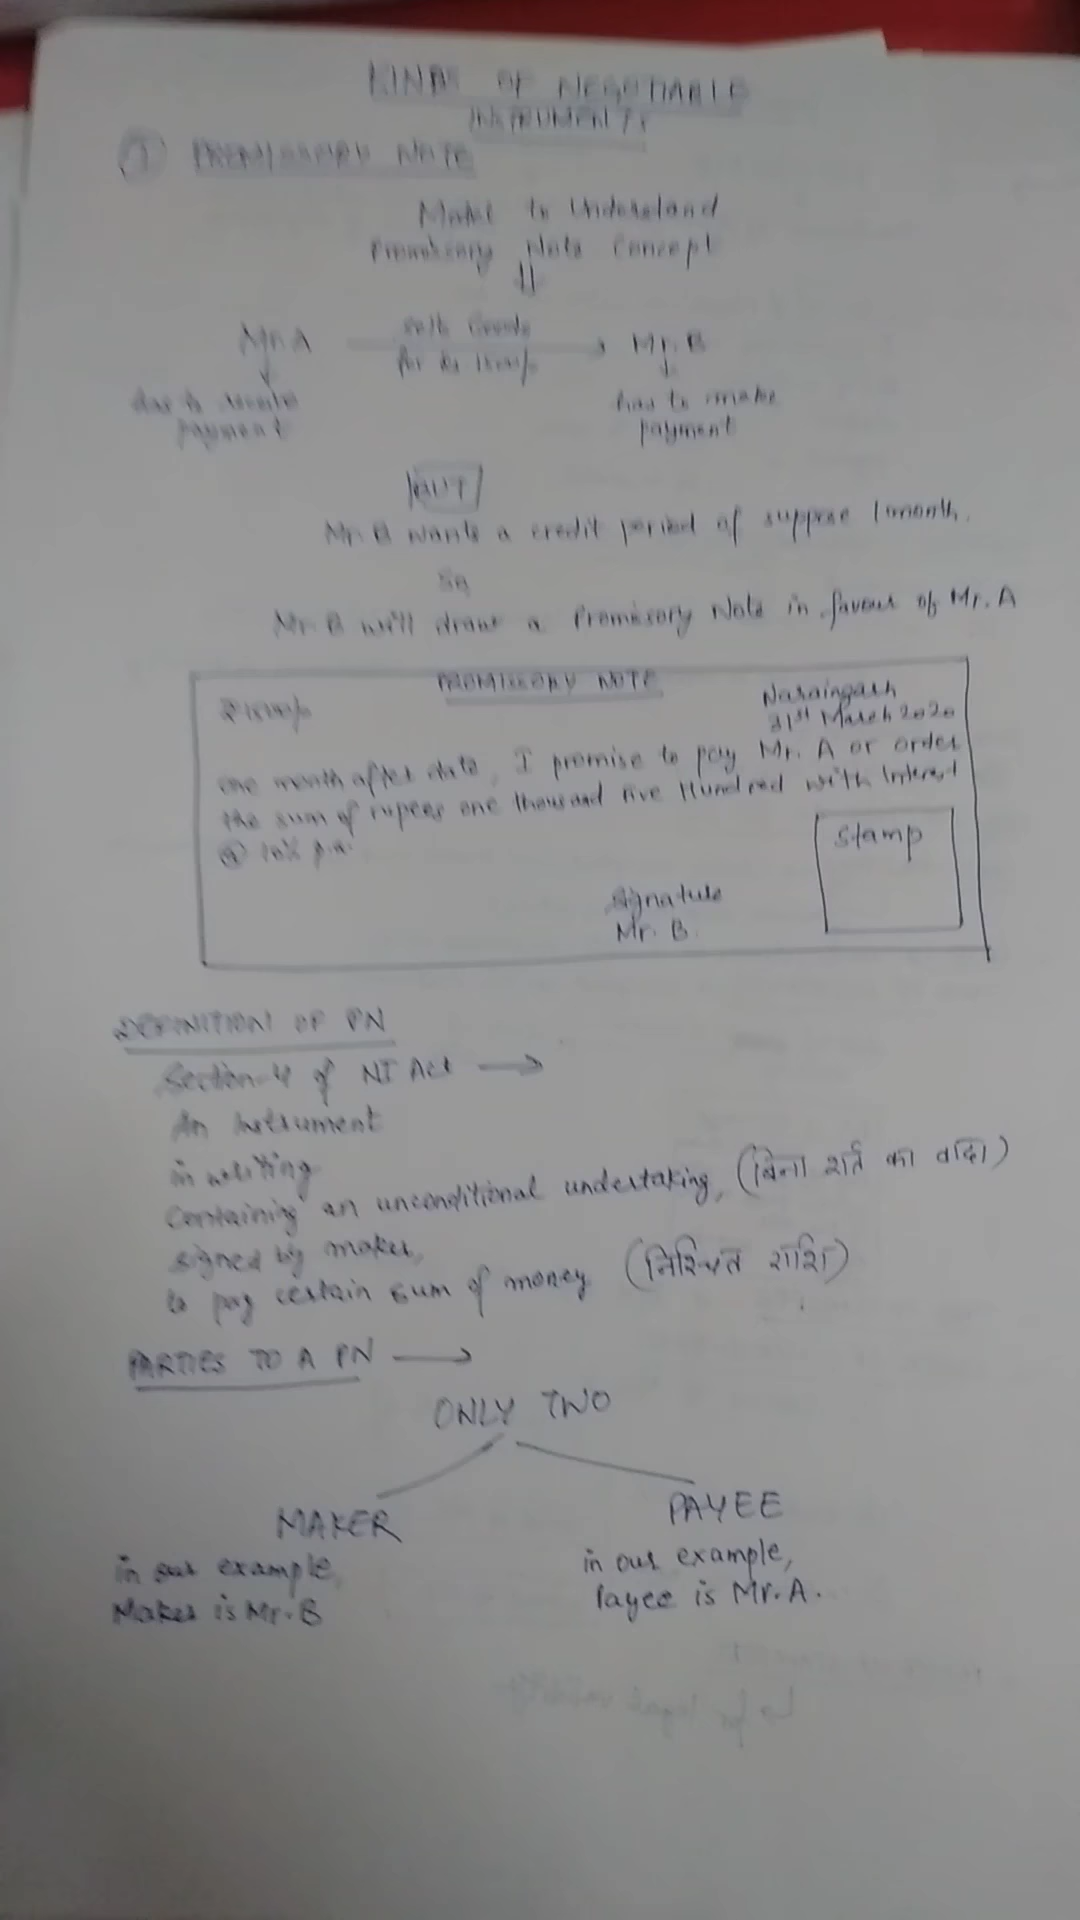 KINDS OF NEGOTIABLE
INSTRUMENTS
① PROMISSORY NOTE
Model to Understand
Promissory Note Concept
Mr. A sells Goods Mr. B
for Rs 1500/-
has to receive has to make
payment payment
BUT
Mr. B wants a credit period of suppose 1 month.
so
Mr. B will draw a Promissory Note in favour of Mr. A
PROMISSORY NOTE
₹1500/- Naraingarh
31st March 2020
one month after date, I promise to pay Mr. A or order
the sum of rupees one thousand five Hundred with interest
@ 10% p.a.
stamp
Signature
Mr. B.
DEFINITION OF PN
Section-4 of NI Act
An instrument
in writing
Containing an unconditional undertaking, (बिना शर्त का वादा)
signed by maker,
to pay certain sum of money (निश्चित राशि)
PARTIES TO A PN
ONLY TWO
MAKER PAYEE
in our example, in our example,
Maker is Mr. B Payee is Mr. A.